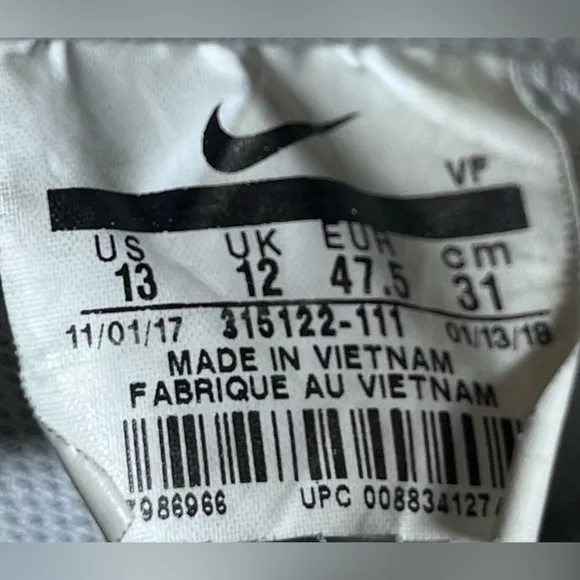 VF
US UK EUR cm
13 12 47.5 31
11/01/17 315122-111 01/13/18
MADE IN VIETNAM
FABRIQUE AU VIETNAM
986966 UPC 008834127